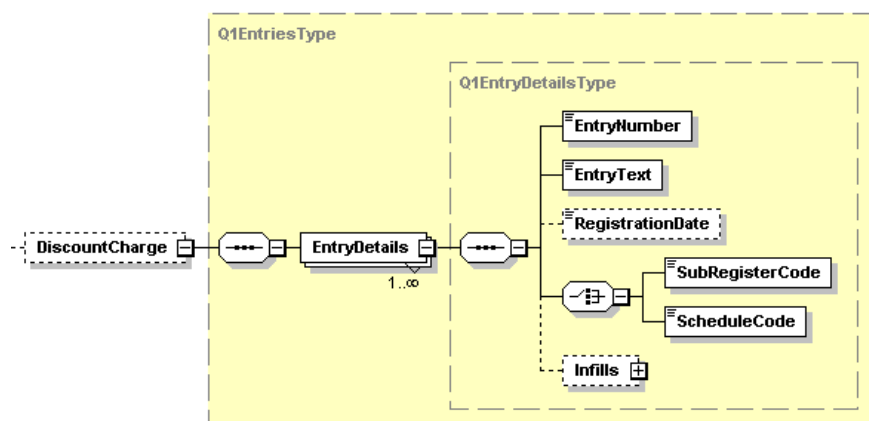 Q1EntriesType
Q1EntryDetailsType
EntryNumber
EntryText
RegistrationDate
DiscountCharge
EntryDetails
1..∞
SubRegisterCode
ScheduleCode
Infills